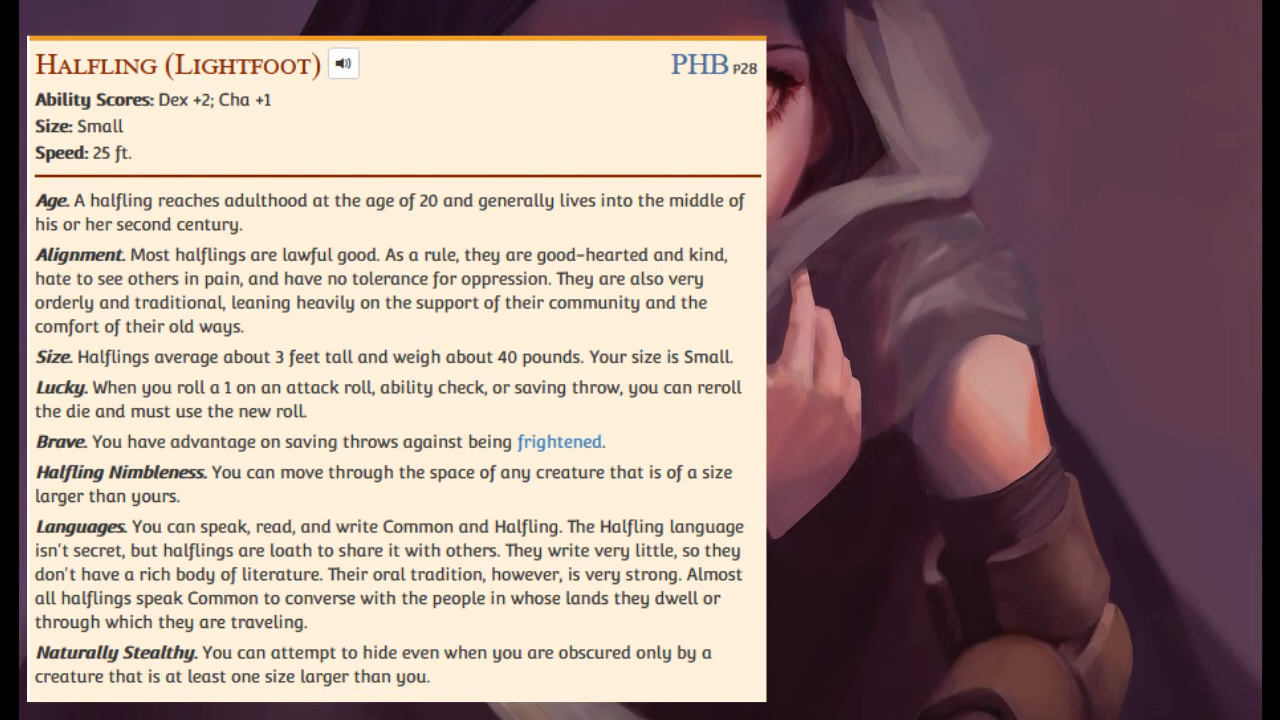 Halfling (Lightfoot) PHB P28
Ability Scores: Dex +2; Cha +1
Size: Small
Speed: 25 ft.
Age. A halfling reaches adulthood at the age of 20 and generally lives into the middle of
his or her second century.
Alignment. Most halflings are lawful good. As a rule, they are good-hearted and kind,
hate to see others in pain, and have no tolerance for oppression. They are also very
orderly and traditional, leaning heavily on the support of their community and the
comfort of their old ways.
Size. Halflings average about 3 feet tall and weigh about 40 pounds. Your size is Small.
Lucky. When you roll a 1 on an attack roll, ability check, or saving throw, you can reroll
the die and must use the new roll.
Brave. You have advantage on saving throws against being frightened.
Halfling Nimbleness. You can move through the space of any creature that is of a size
larger than yours.
Languages. You can speak, read, and write Common and Halfling. The Halfling language
isn't secret, but halflings are loath to share it with others. They write very little, so they
don't have a rich body of literature. Their oral tradition, however, is very strong. Almost
all halflings speak Common to converse with the people in whose lands they dwell or
through which they are traveling.
Naturally Stealthy. You can attempt to hide even when you are obscured only by a
creature that is at least one size larger than you.